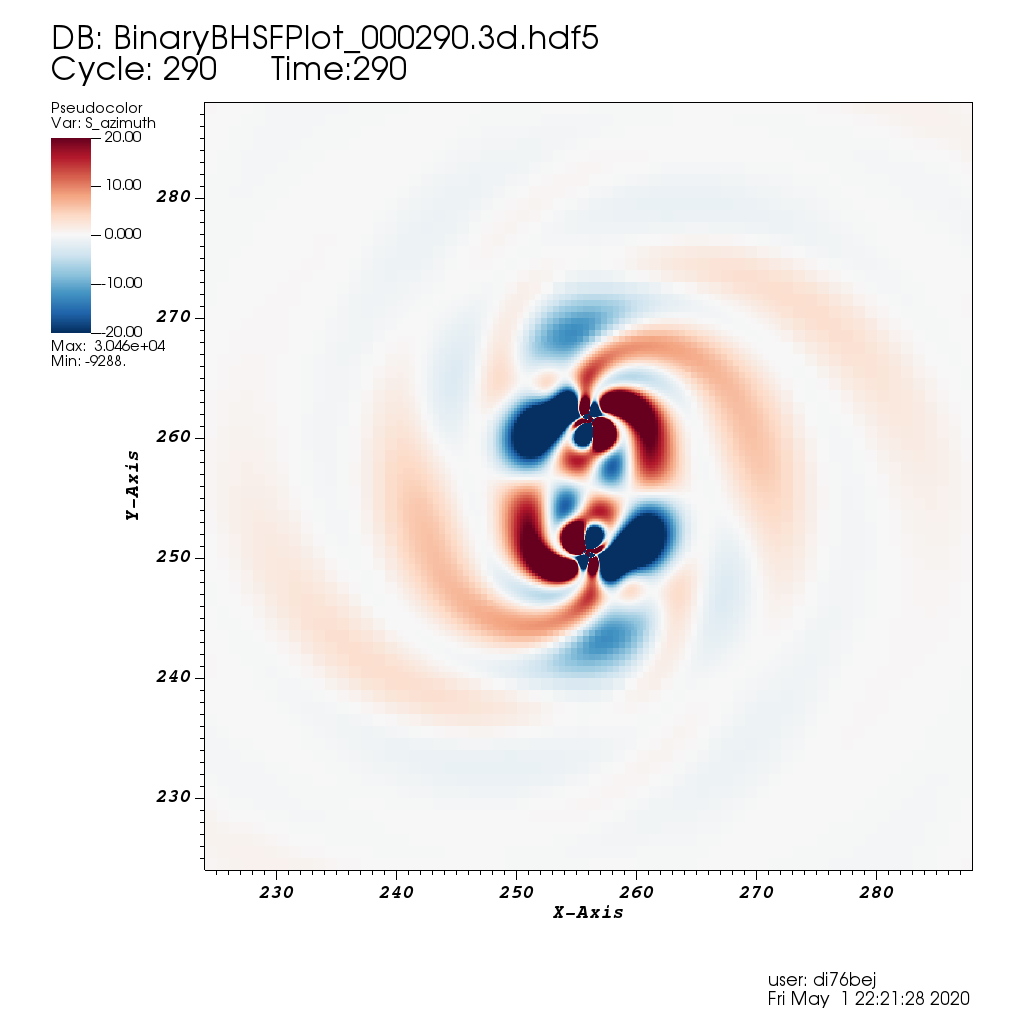 DB: BinaryBHSFPlot_000290.3d.hdf5
Cycle: 290 Time:290
Pseudocolor
Var: S_azimuth
20.00
10.00
0.000
-10.00
-20.00
Max: 3.046e+04
Min: -9288.
280
270
260
250
240
230
Y-Axis
230 240 250 260 270 280
X-Axis
user: di76bej
Fri May 1 22:21:28 2020